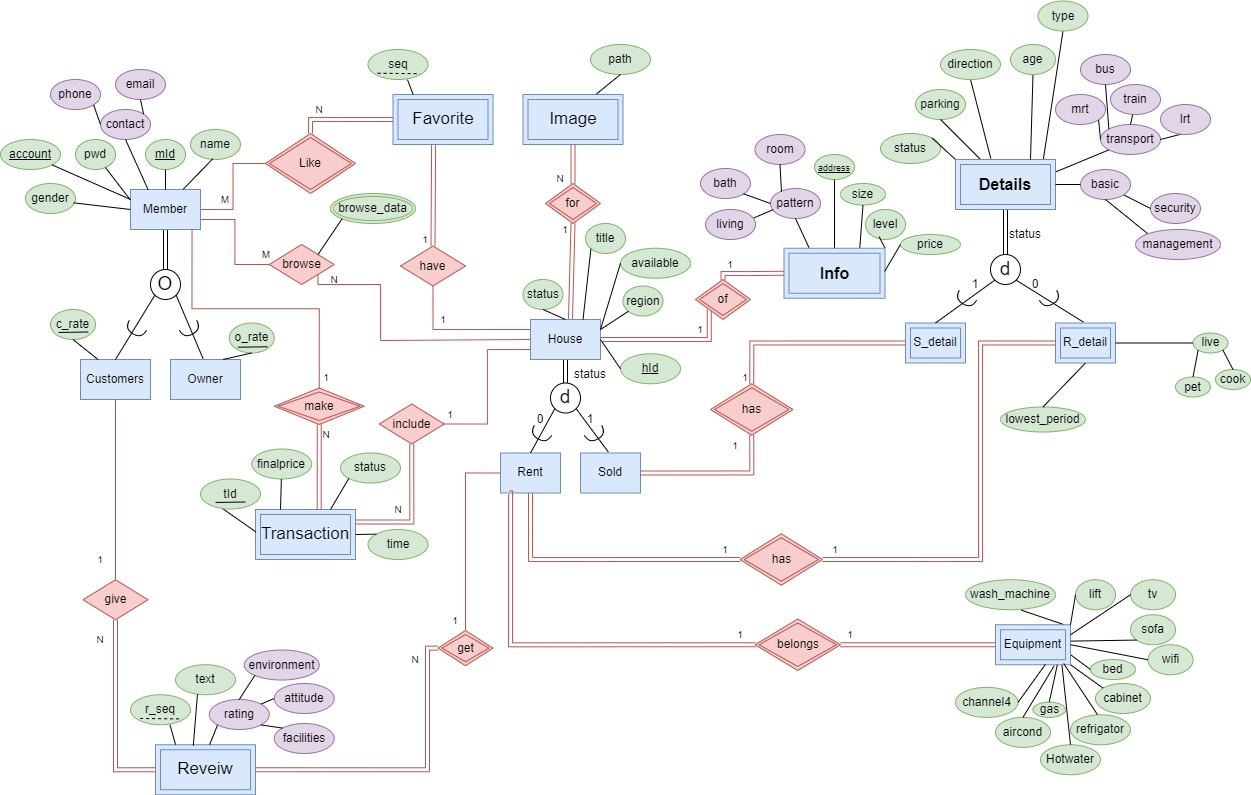 type
seq
path
direction
age
bus
phone
email
mrt
train
parking
lrt
contact
N
Favorite
Image
transport
account
pwd
mId
name
room
address
status
Like
N
Details
basic
gender
Member
M
browse_data
for
bath
pattern
size
security
living
level
1
title
status
management
price
M
browse
N
1
have
available
1
Info
d
O
status
region
of
1
0
c_rate
o_rate
1
House
1
S_detail
R_detail
live
hId
Customers
Owner
status
1
1
pet
cook
make
d
has
include
1
0
1
lowest_period
N
1
finalprice
status
Rent
Sold
tId
N
Transaction
time
1
has
1
1
wash_machine
lift
tv
give
1
sofa
N
get
1
belongs
1
Equipment
wifi
N
environment
bed
text
cabinet
attitude
channel4
r_seq
rating
gas
aircond
refrigator
facilities
Hotwater
Reveiw